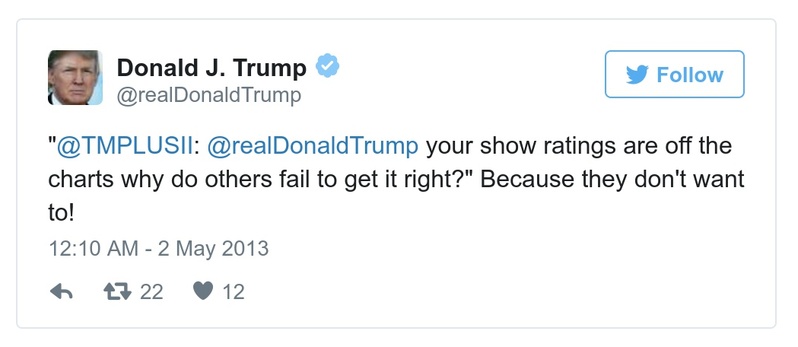 Donald J. Trump
@realDonaldTrump
Follow
"@TMPLUSII: @realDonaldTrump your show ratings are off the
charts why do others fail to get it right?" Because they don't want
to!
12:10 AM - 2 May 2013
22 12